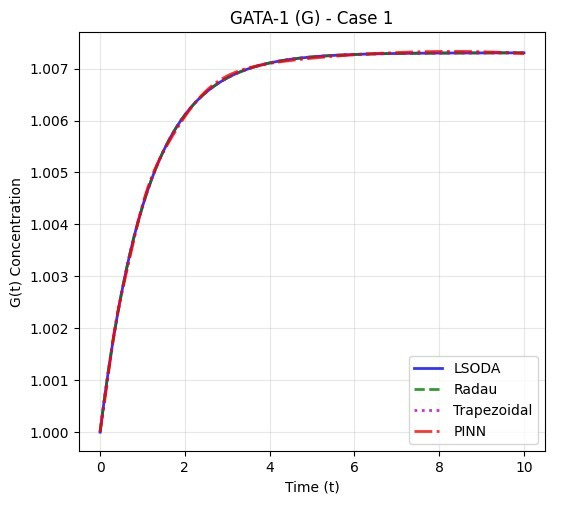 GATA-1 (G) - Case 1
G(t) Concentration
1.007
1.006
1.005
1.004
1.003
1.002
1.001
1.000
0
2
4
6
8
10
Time (t)
LSODA
Radau
Trapezoidal
PINN